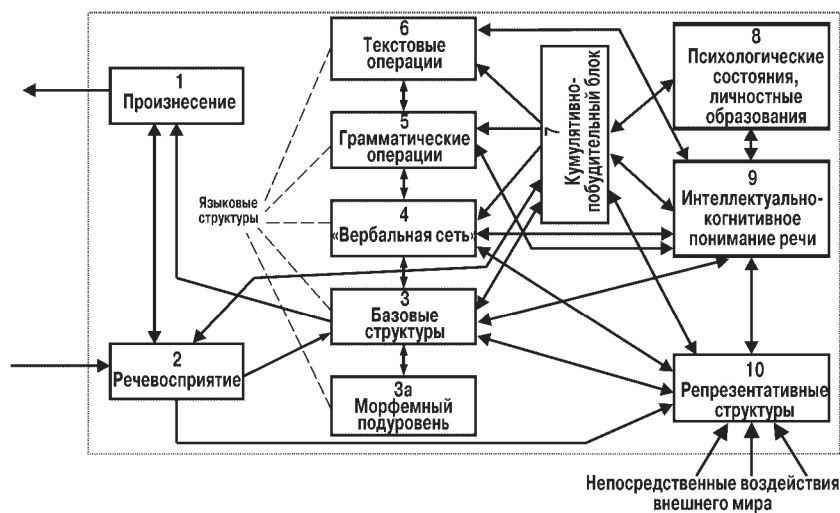 1
Произнесение
2
Речевосприятие
Языковые
структуры
6
Текстовые
операции
5
Грамматические
операции
4
«Вербальная сеть»
3
Базовые
структуры
3а
Морфемный
подуровень
7
Кумулятивно-
побудительный блок
8
Психологические
состояния,
личностные
образования
9
Интеллектуально-
когнитивное
понимание речи
10
Репрезентативные
структуры
Непосредственные воздействия
внешнего мира